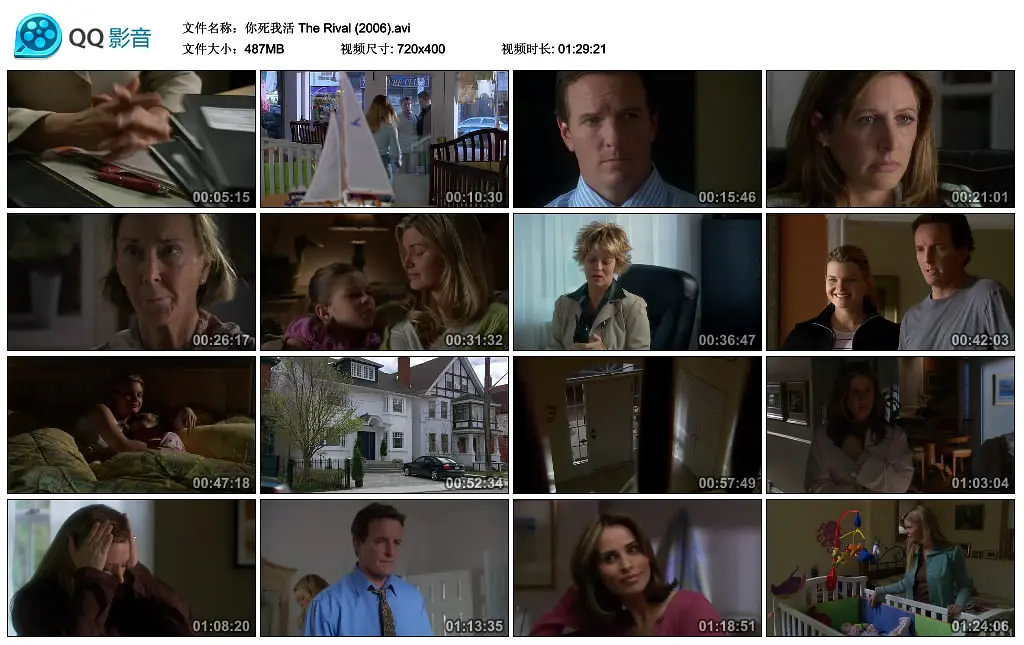 QQ 影音
文件名称: 你死我活 The Rival (2006).avi
文件大小: 487MB 视频尺寸: 720x400 视频时长: 01:29:21
00:05:15 00:10:30 00:15:46 00:21:01
00:26:17 00:31:32 00:36:47 00:42:03
00:47:18 00:52:34 00:57:49 01:03:04
01:08:20 01:13:35 01:18:51 01:24:06